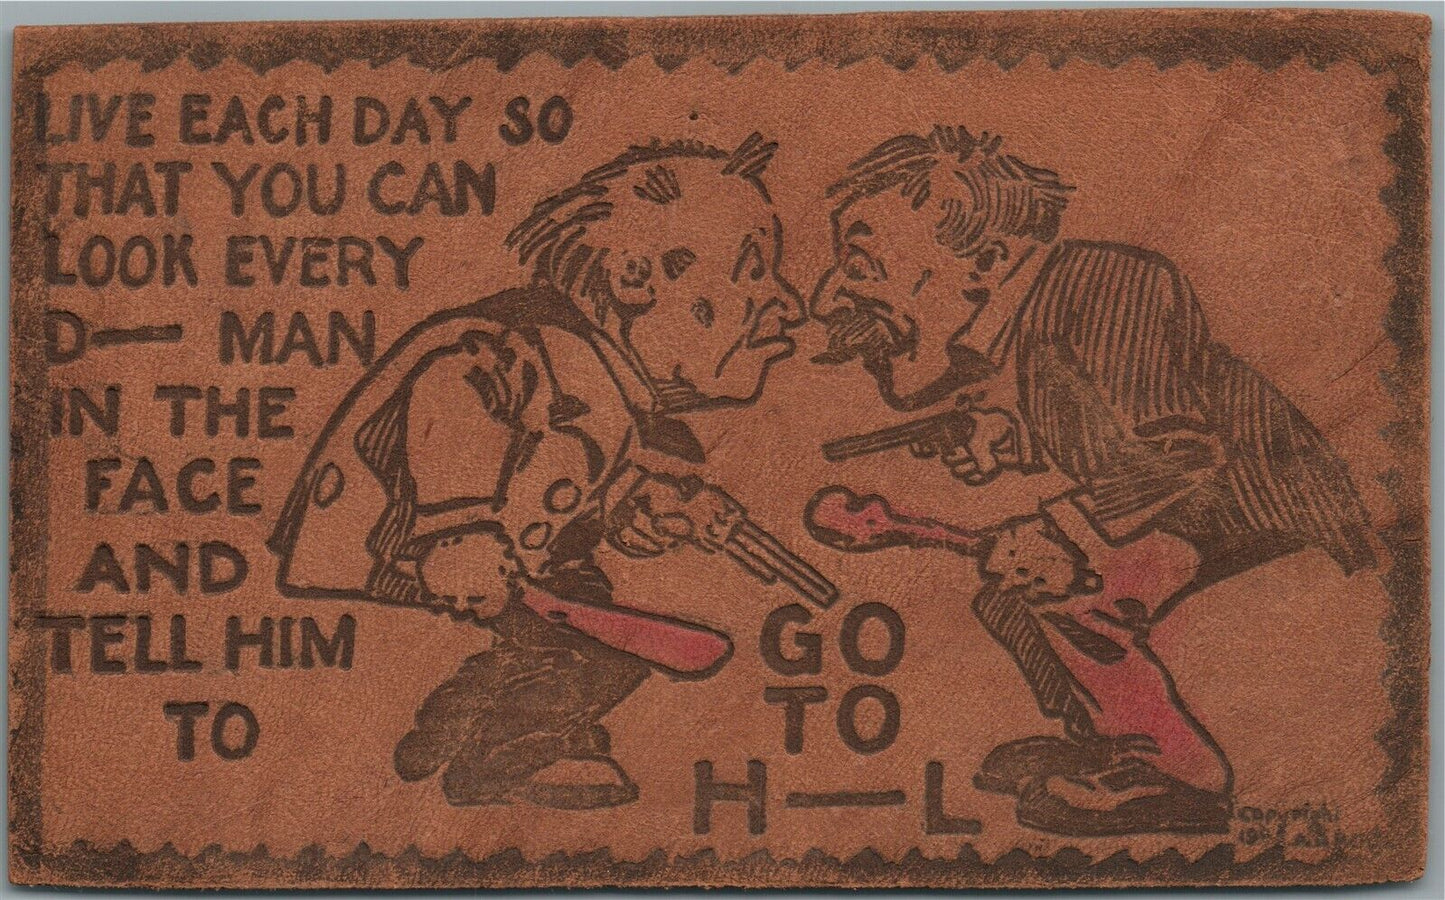 LIVE EACH DAY SO
THAT YOU CAN
LOOK EVERY
D— MAN
IN THE
FACE
AND
TELL HIM
TO
GO
TO
H—L
Copyright